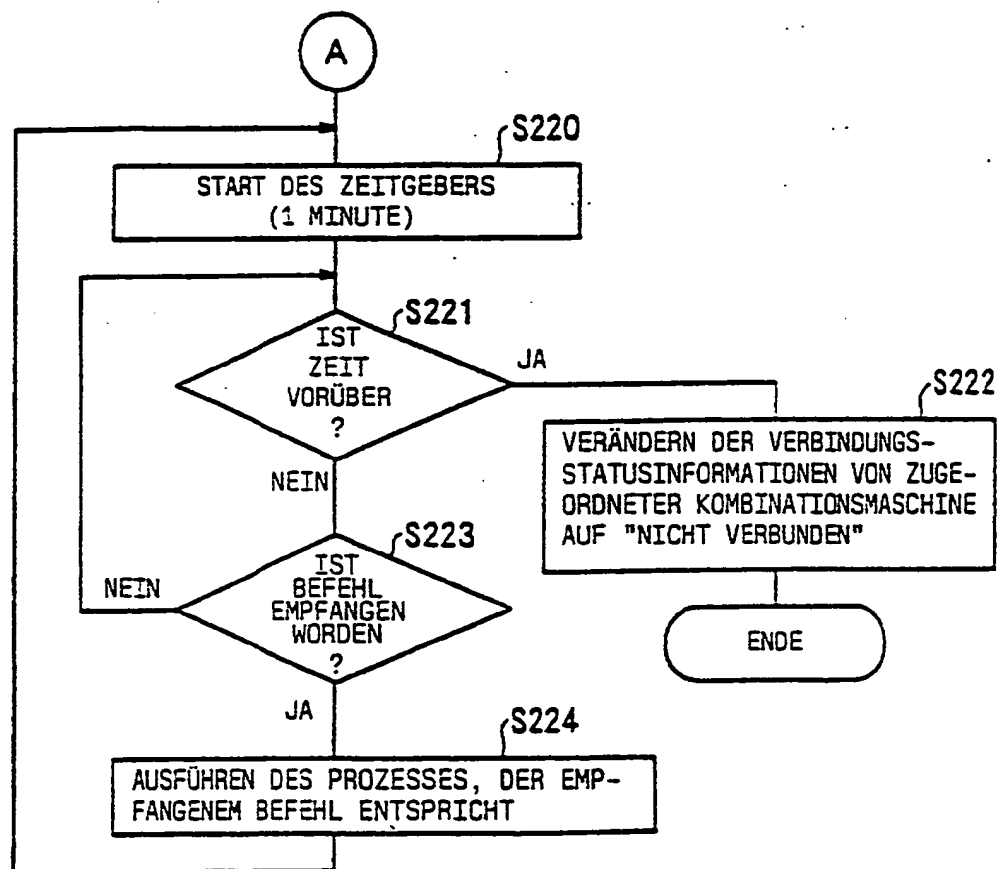 A
S220
START DES ZEITGEBERS
(1 MINUTE)
S221
IST
ZEIT
VORÜBER
?
JA
S222
VERÄNDERN DER VERBINDUNGS-
STATUSINFORMATIONEN VON ZUGE-
ORDNETER KOMBINATIONSMASCHINE
AUF "NICHT VERBUNDEN"
NEIN
S223
IST
BEFEHL
EMPFANGEN
WORDEN
?
NEIN
ENDE
JA
S224
AUSFÜHREN DES PROZESSES, DER EMP-
FANGENEM BEFEHL ENTSPRICHT